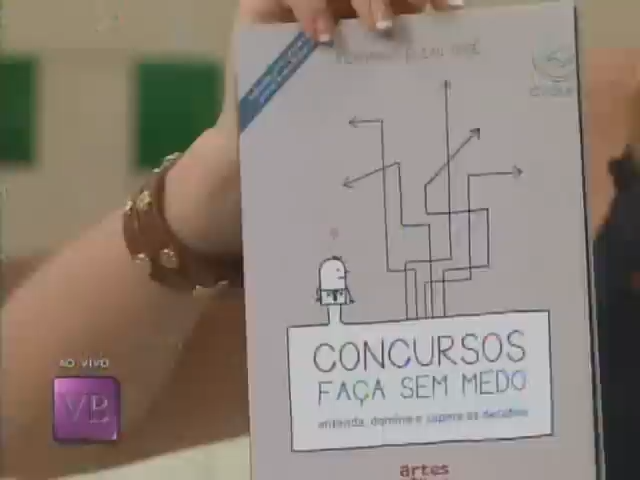 CONCURSOS
FAÇA SEM MEDO
entenda, domine e supere os desafios
artes
AO VIVO
VB